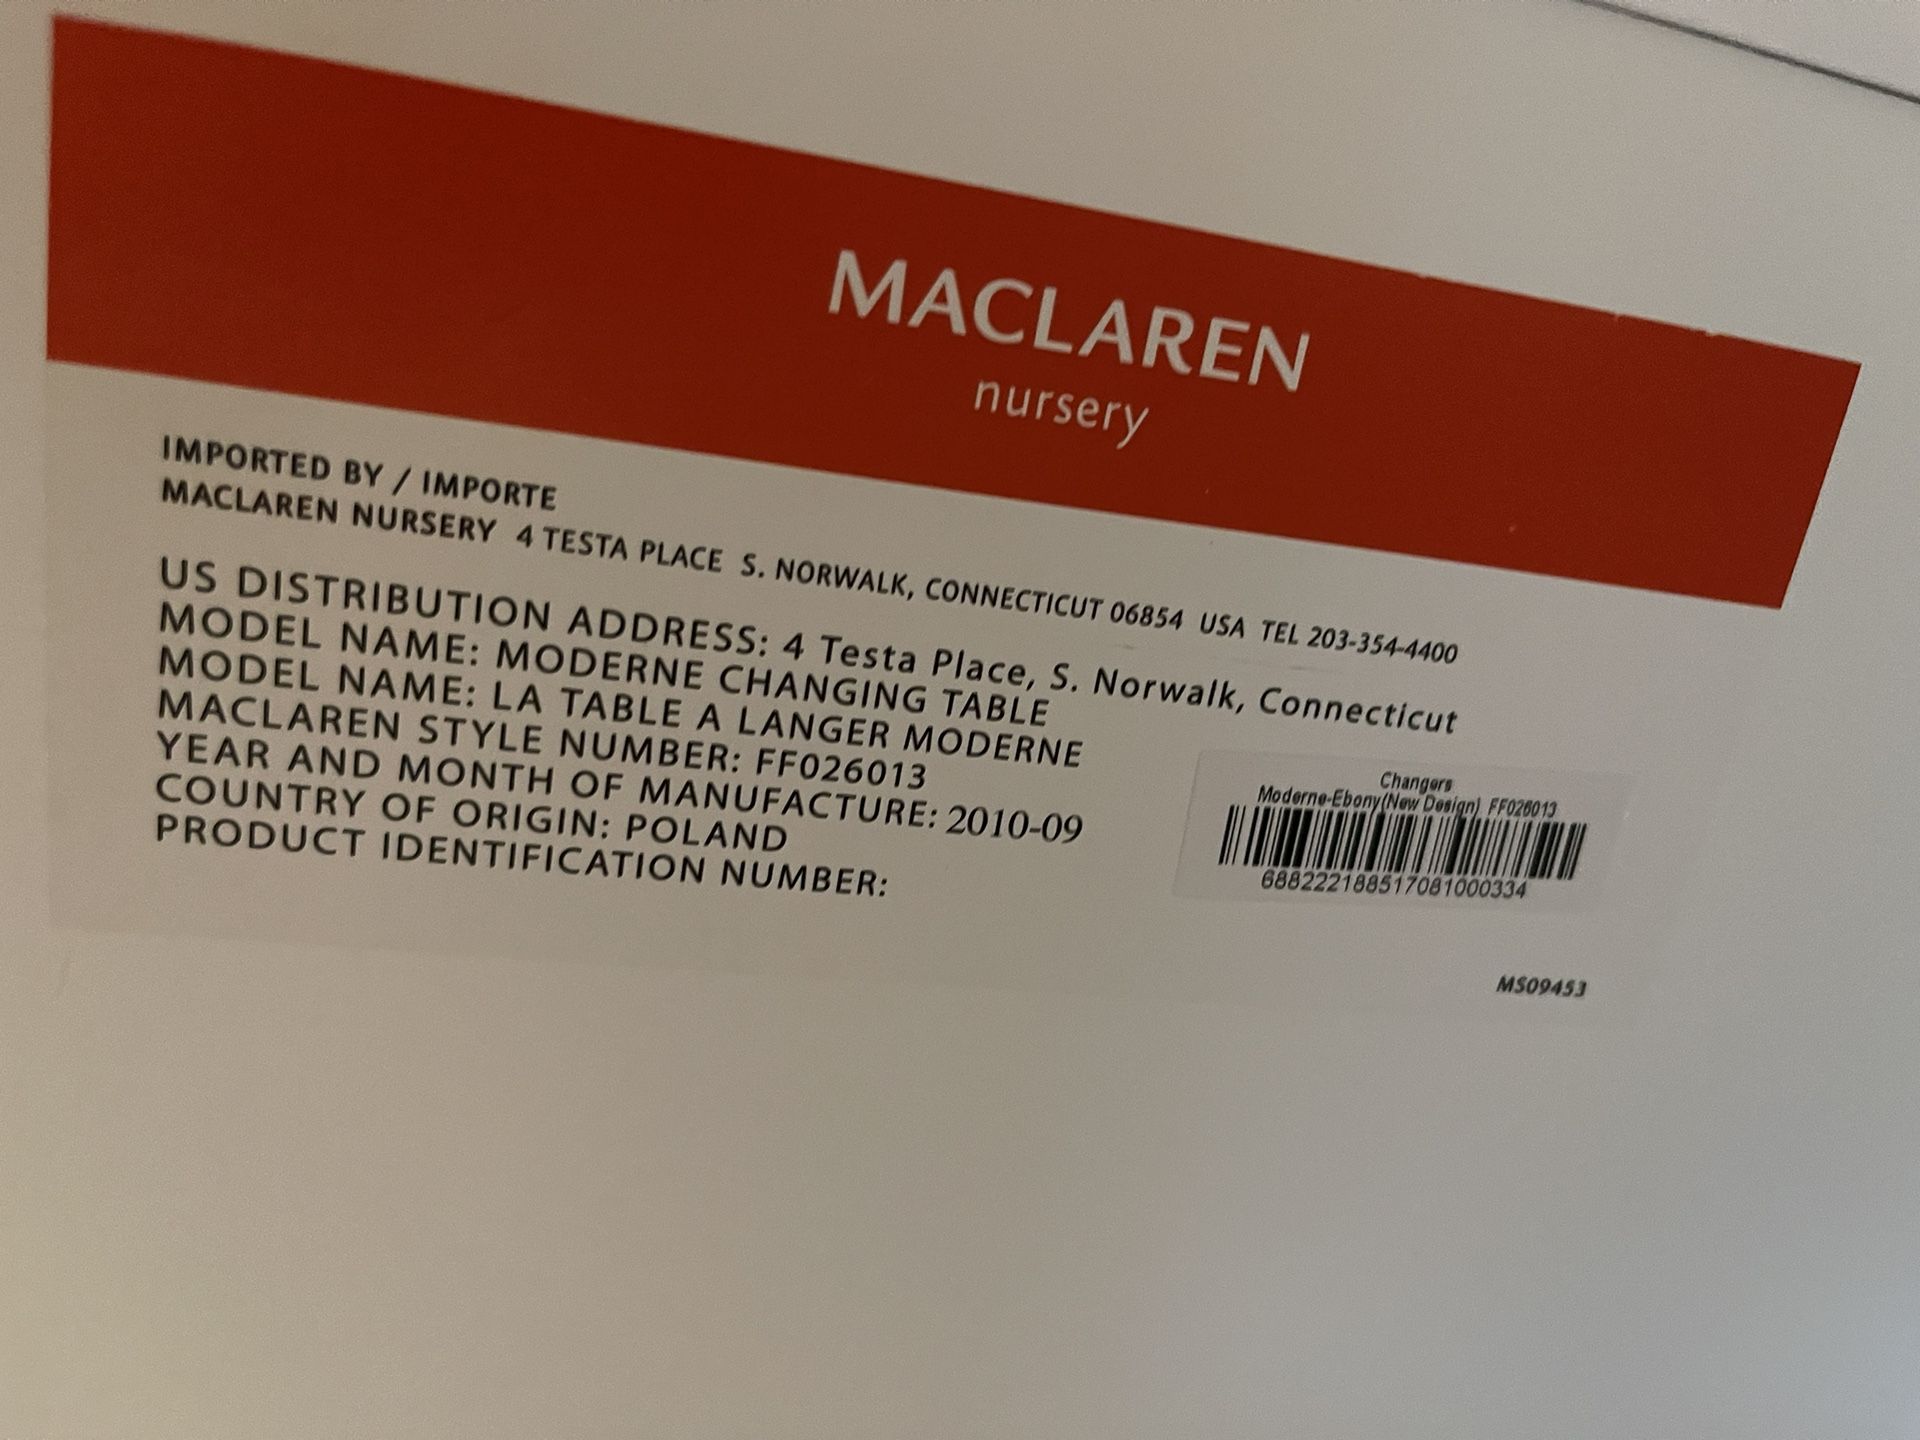 MACLAREN
nursery
IMPORTED BY / IMPORTE
MACLAREN NURSERY 4 TESTA PLACE S. NORWALK, CONNECTICUT 06854 USA TEL 203-354-4400
US DISTRIBUTION ADDRESS: 4 Testa Place, S. Norwalk, Connecticut
MODEL NAME: MODERNE CHANGING TABLE
MODEL NAME: LA TABLE A LANGER MODERNE
MACLAREN STYLE NUMBER: FF026013
YEAR AND MONTH OF MANUFACTURE: 2010-09
COUNTRY OF ORIGIN: POLAND
PRODUCT IDENTIFICATION NUMBER:
Changers
Moderne-Ebony(New Design) FF026013
688222188517081000334
MS09453